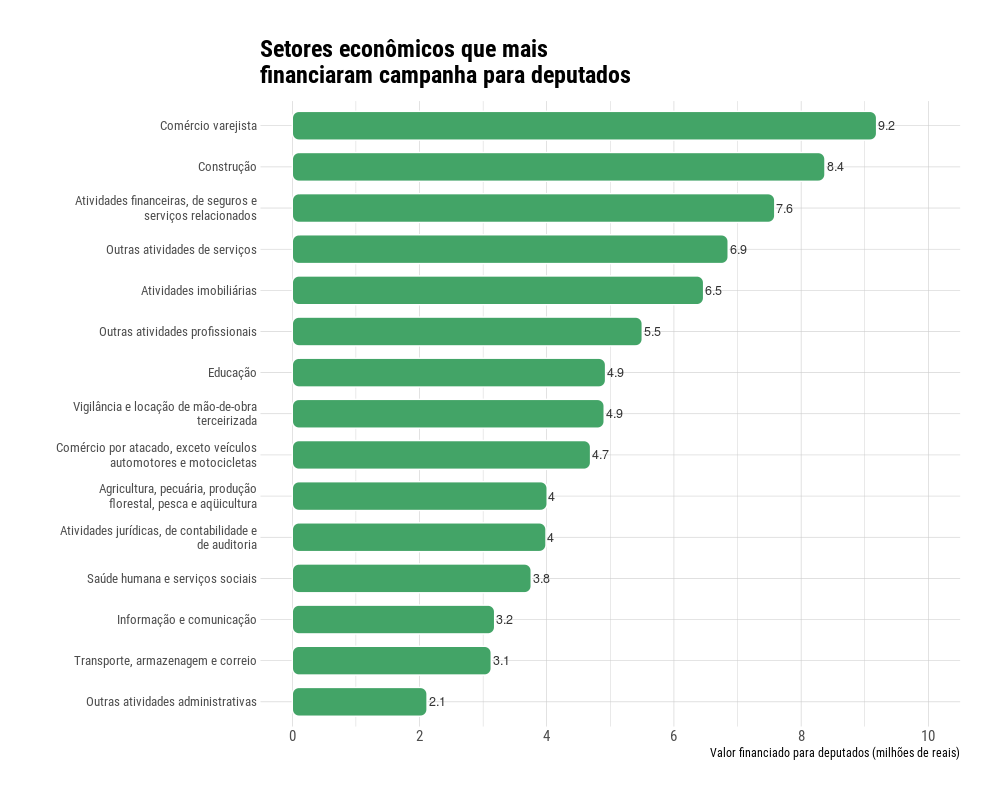 Setores econômicos que mais
financiaram campanha para deputados
Comércio varejista
9.2
Construção
8.4
Atividades financeiras, de seguros e
serviços relacionados
7.6
Outras atividades de serviços
6.9
Atividades imobiliárias
6.5
Outras atividades profissionais
5.5
Educação
4.9
Vigilância e locação de mão-de-obra
terceirizada
4.9
Comércio por atacado, exceto veículos
automotores e motocicletas
4.7
Agricultura, pecuária, produção
florestal, pesca e aqüicultura
4
Atividades jurídicas, de contabilidade e
de auditoria
4
Saúde humana e serviços sociais
3.8
Informação e comunicação
3.2
Transporte, armazenagem e correio
3.1
Outras atividades administrativas
2.1
0 2 4 6 8 10
Valor financiado para deputados (milhões de reais)